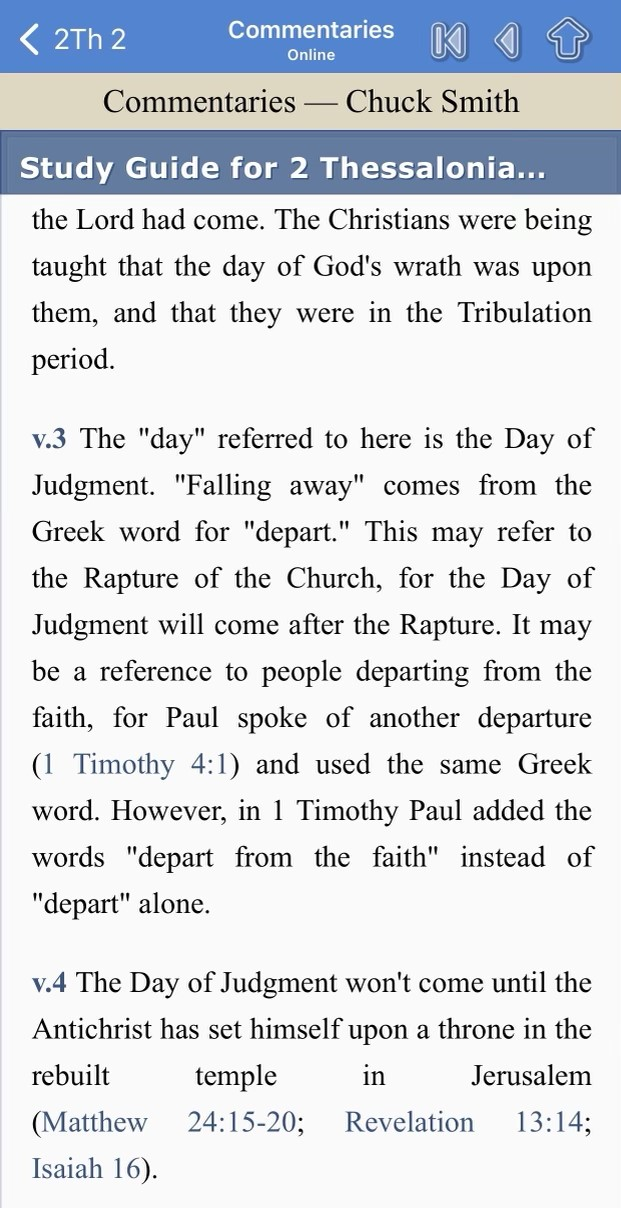 2Th 2
Commentaries
Online
Commentaries — Chuck Smith
Study Guide for 2 Thessalonia...
the Lord had come. The Christians were being
taught that the day of God's wrath was upon
them, and that they were in the Tribulation
period.
v.3 The "day" referred to here is the Day of
Judgment. "Falling away" comes from the
Greek word for "depart." This may refer to
the Rapture of the Church, for the Day of
Judgment will come after the Rapture. It may
be a reference to people departing from the
faith, for Paul spoke of another departure
(1 Timothy 4:1) and used the same Greek
word. However, in 1 Timothy Paul added the
words "depart from the faith" instead of
"depart" alone.
v.4 The Day of Judgment won't come until the
Antichrist has set himself upon a throne in the
rebuilt temple in Jerusalem
(Matthew 24:15-20; Revelation 13:14;
Isaiah 16).